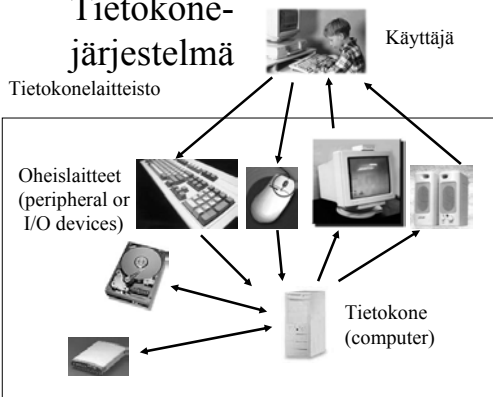 Tietokone-
järjestelmä
Käyttäjä
Tietokonelaitteisto
Oheislaitteet
(peripheral or
I/O devices)
Tietokone
(computer)